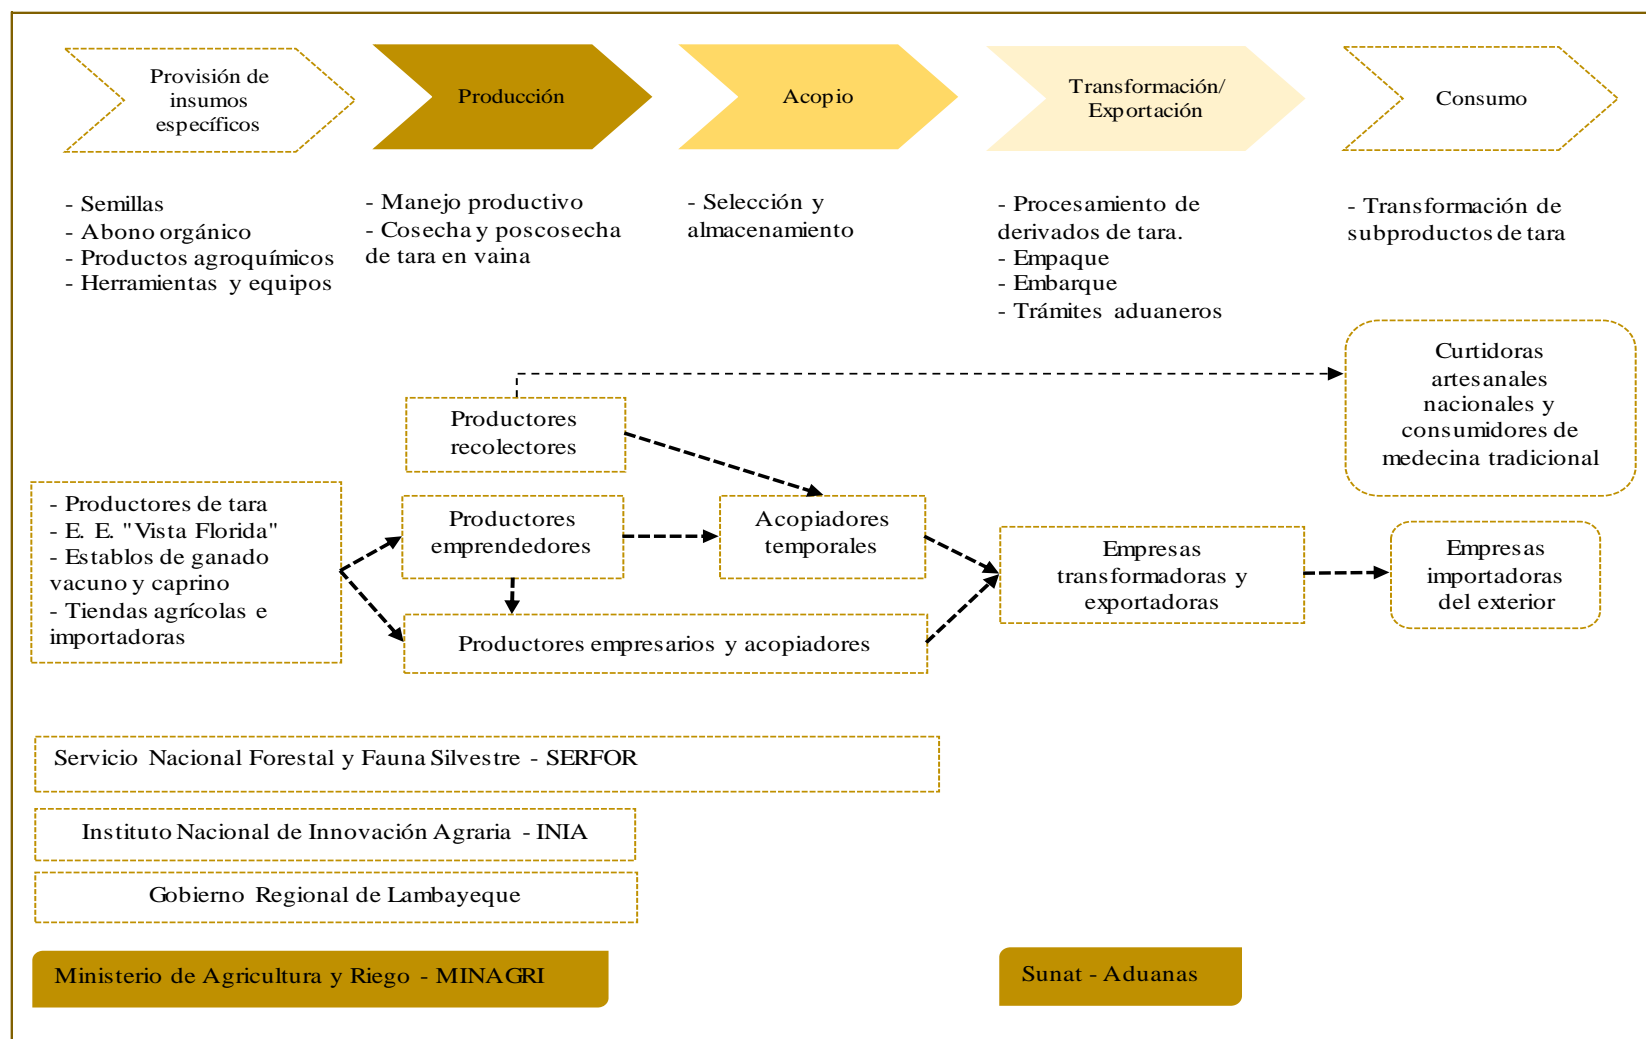 Provisión de
insumos
específicos
Producción
Acopio
Transformación/
Exportación
Consumo
- Semillas
- Abono orgánico
- Productos agroquímicos
- Herramientas y equipos
- Manejo productivo
- Cosecha y poscosecha
de tara en vaina
- Selección y
almacenamiento
- Procesamiento de
derivados de tara.
- Empaque
- Embarque
- Trámites aduaneros
- Transformación de
subproductos de tara
Curtidoras
artesanales
nacionales y
consumidores de
medecina tradicional
Productores
recolectores
- Productores de tara
- E. E. "Vista Florida"
- Establos de ganado
vacuno y caprino
- Tiendas agrícolas e
importadoras
Productores
emprendedores
Acopiadores
temporales
Productores empresarios y acopiadores
Empresas
transformadoras y
exportadoras
Empresas
importadoras
del exterior
Servicio Nacional Forestal y Fauna Silvestre - SERFOR
Instituto Nacional de Innovación Agraria - INIA
Gobierno Regional de Lambayeque
Ministerio de Agricultura y Riego - MINAGRI
Sunat - Aduanas